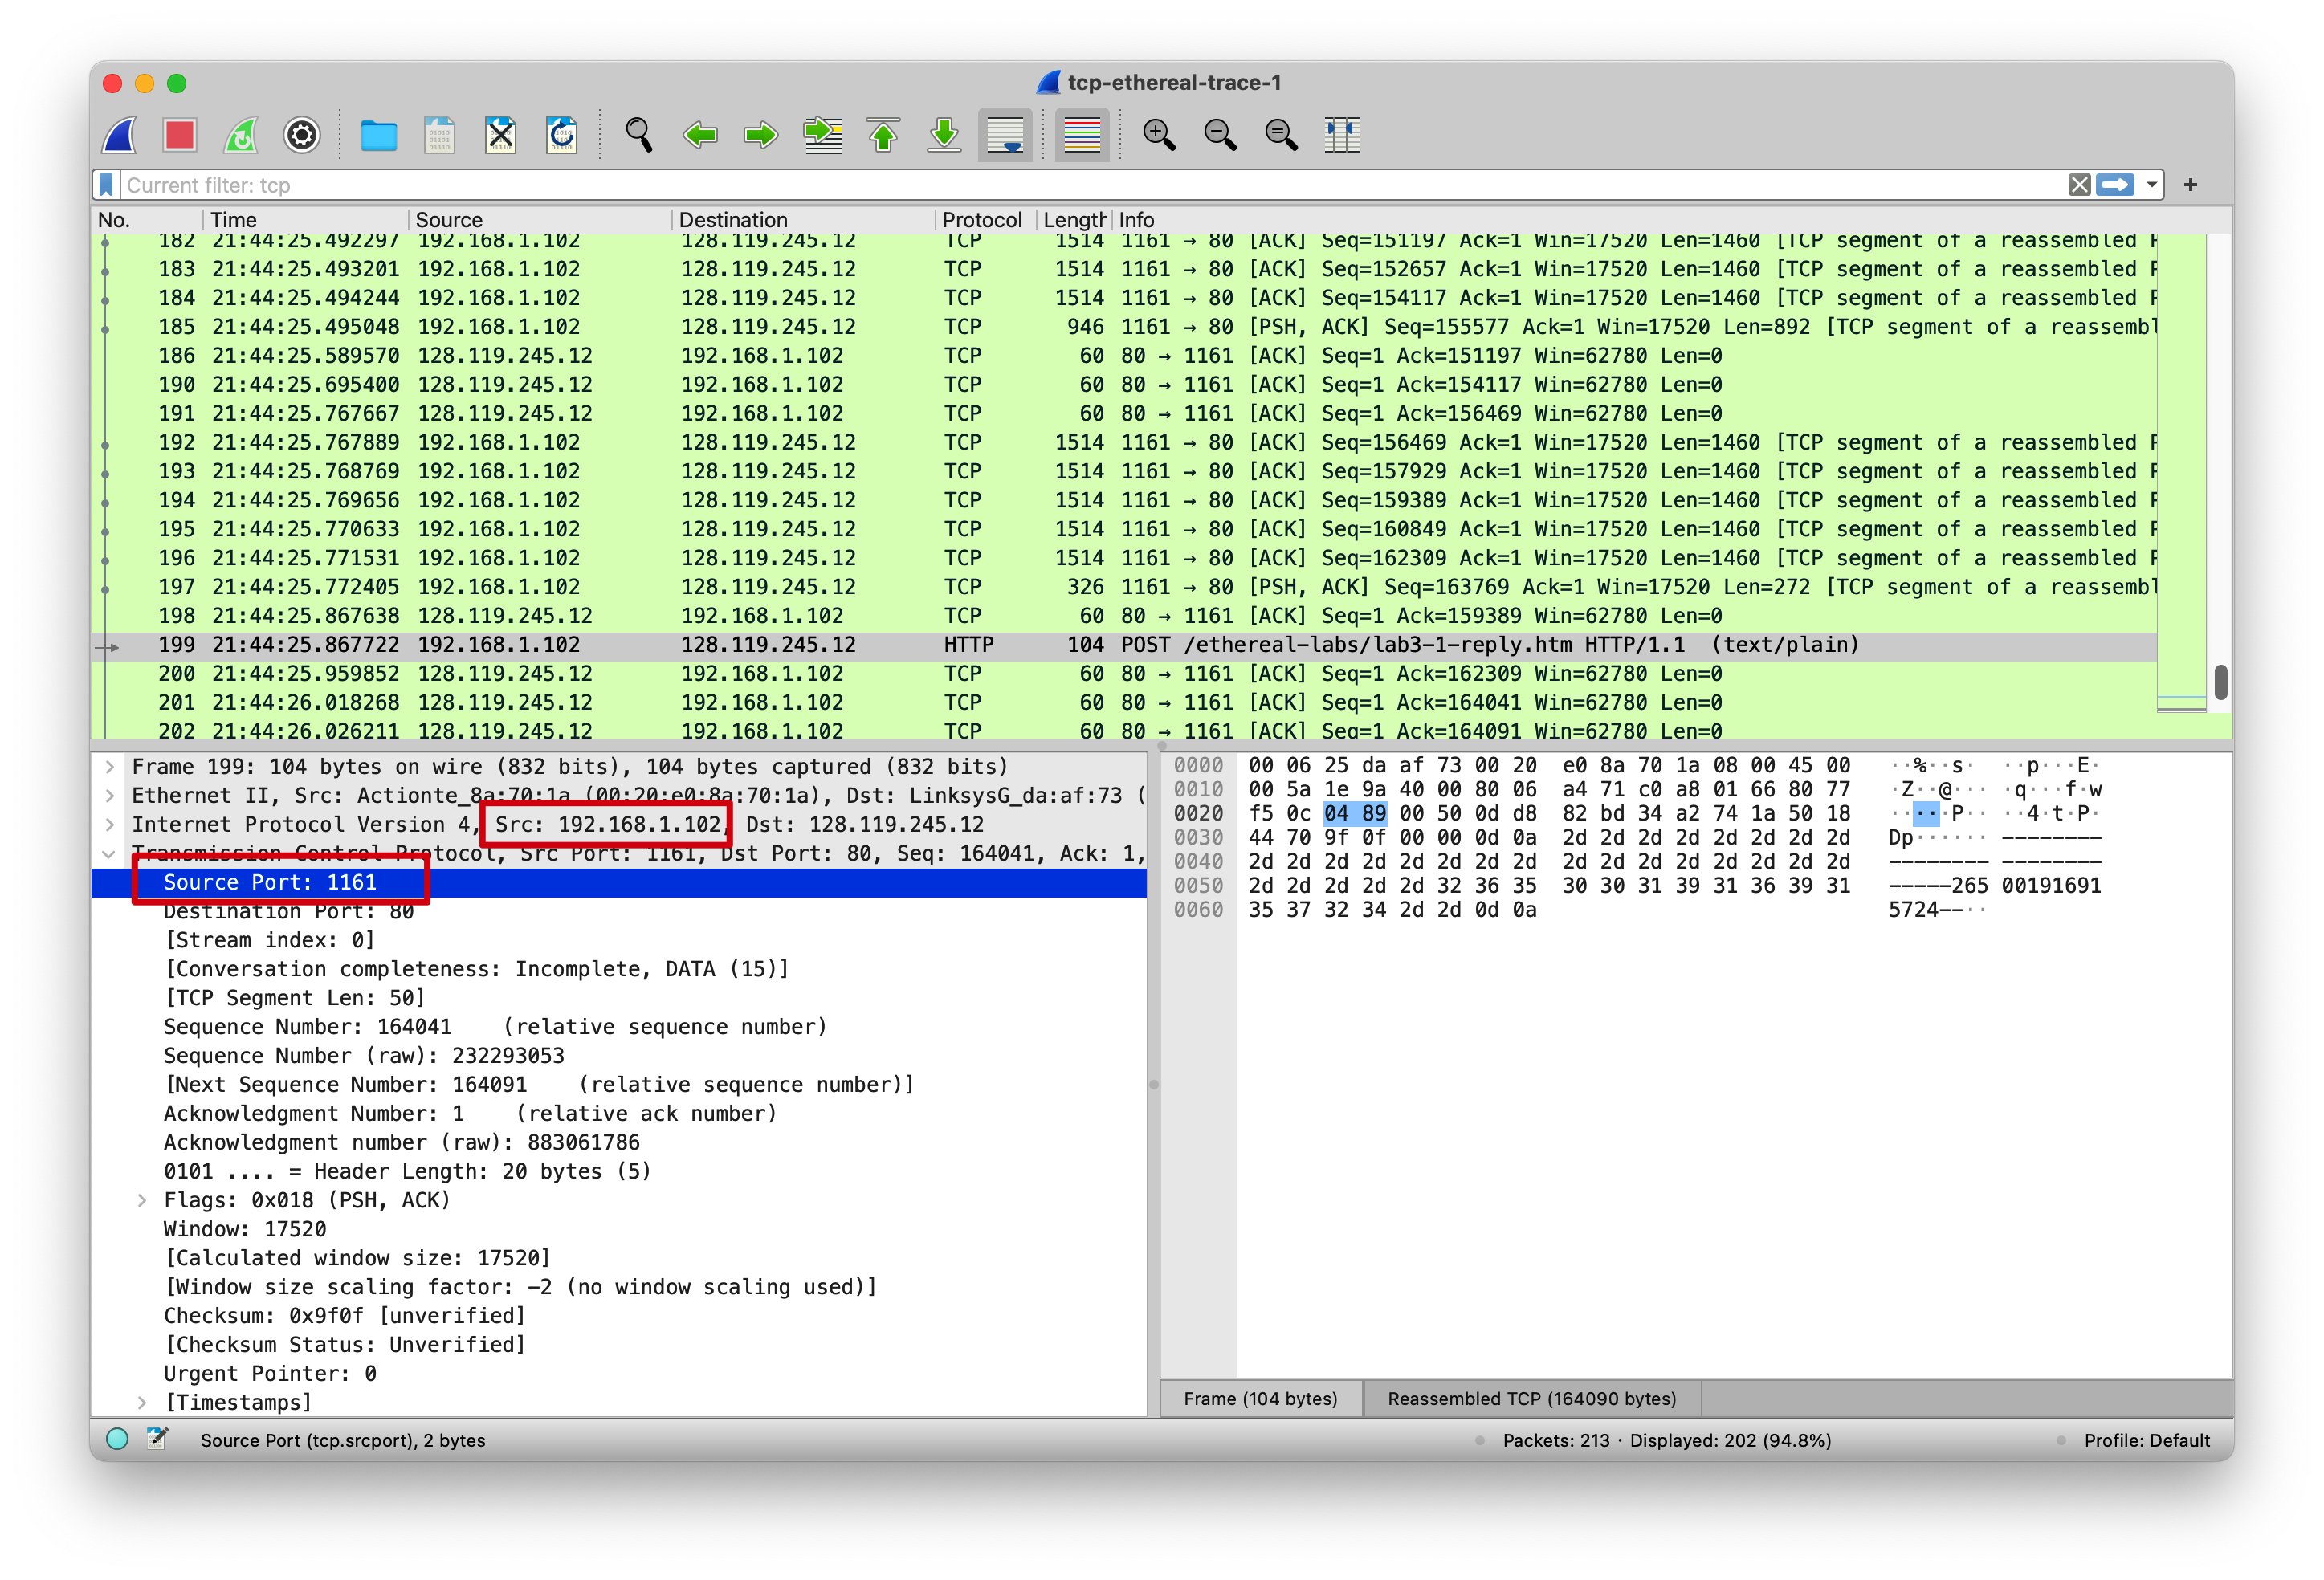 tcp-ethereal-trace-1
Current filter: tcp
No. Time Source Destination Protocol Length Info
182 21:44:25.492297 192.168.1.102 128.119.245.12 TCP 1514 1161 → 80 [ACK] Seq=151197 Ack=1 Win=17520 Len=1460 [TCP segment of a reassembled P
183 21:44:25.493201 192.168.1.102 128.119.245.12 TCP 1514 1161 → 80 [ACK] Seq=152657 Ack=1 Win=17520 Len=1460 [TCP segment of a reassembled P
184 21:44:25.494244 192.168.1.102 128.119.245.12 TCP 1514 1161 → 80 [ACK] Seq=154117 Ack=1 Win=17520 Len=1460 [TCP segment of a reassembled P
185 21:44:25.495048 192.168.1.102 128.119.245.12 TCP 946 1161 → 80 [PSH, ACK] Seq=155577 Ack=1 Win=17520 Len=892 [TCP segment of a reassembl
186 21:44:25.589570 128.119.245.12 192.168.1.102 TCP 60 80 → 1161 [ACK] Seq=1 Ack=151197 Win=62780 Len=0
190 21:44:25.695400 128.119.245.12 192.168.1.102 TCP 60 80 → 1161 [ACK] Seq=1 Ack=154117 Win=62780 Len=0
191 21:44:25.767667 128.119.245.12 192.168.1.102 TCP 60 80 → 1161 [ACK] Seq=1 Ack=156469 Win=62780 Len=0
192 21:44:25.767889 192.168.1.102 128.119.245.12 TCP 1514 1161 → 80 [ACK] Seq=156469 Ack=1 Win=17520 Len=1460 [TCP segment of a reassembled P
193 21:44:25.768769 192.168.1.102 128.119.245.12 TCP 1514 1161 → 80 [ACK] Seq=157929 Ack=1 Win=17520 Len=1460 [TCP segment of a reassembled P
194 21:44:25.769656 192.168.1.102 128.119.245.12 TCP 1514 1161 → 80 [ACK] Seq=159389 Ack=1 Win=17520 Len=1460 [TCP segment of a reassembled P
195 21:44:25.770633 192.168.1.102 128.119.245.12 TCP 1514 1161 → 80 [ACK] Seq=160849 Ack=1 Win=17520 Len=1460 [TCP segment of a reassembled P
196 21:44:25.771531 192.168.1.102 128.119.245.12 TCP 1514 1161 → 80 [ACK] Seq=162309 Ack=1 Win=17520 Len=1460 [TCP segment of a reassembled P
197 21:44:25.772405 192.168.1.102 128.119.245.12 TCP 326 1161 → 80 [PSH, ACK] Seq=163769 Ack=1 Win=17520 Len=272 [TCP segment of a reassembl
198 21:44:25.867638 128.119.245.12 192.168.1.102 TCP 60 80 → 1161 [ACK] Seq=1 Ack=159389 Win=62780 Len=0
199 21:44:25.867722 192.168.1.102 128.119.245.12 HTTP 104 POST /ethereal-labs/lab3-1-reply.htm HTTP/1.1 (text/plain)
200 21:44:25.959852 128.119.245.12 192.168.1.102 TCP 60 80 → 1161 [ACK] Seq=1 Ack=162309 Win=62780 Len=0
201 21:44:26.018268 128.119.245.12 192.168.1.102 TCP 60 80 → 1161 [ACK] Seq=1 Ack=164041 Win=62780 Len=0
202 21:44:26.026211 128.119.245.12 192.168.1.102 TCP 60 80 → 1161 [ACK] Seq=1 Ack=164091 Win=62780 Len=0
Frame 199: 104 bytes on wire (832 bits), 104 bytes captured (832 bits)
Ethernet II, Src: Actionte_8a:70:1a (00:20:e0:8a:70:1a), Dst: LinksysG_da:af:73 (
Internet Protocol Version 4, Src: 192.168.1.102, Dst: 128.119.245.12
Transmission Control Protocol, Src Port: 1161, Dst Port: 80, Seq: 164041, Ack: 1,
Source Port: 1161
Destination Port: 80
[Stream index: 0]
[Conversation completeness: Incomplete, DATA (15)]
[TCP Segment Len: 50]
Sequence Number: 164041 (relative sequence number)
Sequence Number (raw): 232293053
[Next Sequence Number: 164091 (relative sequence number)]
Acknowledgment Number: 1 (relative ack number)
Acknowledgment number (raw): 883061786
0101 .... = Header Length: 20 bytes (5)
Flags: 0x018 (PSH, ACK)
Window: 17520
[Calculated window size: 17520]
[Window size scaling factor: -2 (no window scaling used)]
Checksum: 0x9f0f [unverified]
[Checksum Status: Unverified]
Urgent Pointer: 0
[Timestamps]
0000 00 06 25 da af 73 00 20 e0 8a 70 1a 08 00 45 00 ··%··s· ··p···E·
0010 00 5a 1e 9a 40 00 80 06 a4 71 c0 a8 01 66 80 77 ·Z··@··· ·q···f·w
0020 f5 0c 04 89 00 50 0d d8 82 bd 34 a2 74 1a 50 18 ·····P·· ··4·t·P·
0030 44 70 9f 0f 00 00 0d 0a 2d 2d 2d 2d 2d 2d 2d 2d Dp······ --------
0040 2d 2d 2d 2d 2d 2d 2d 2d 2d 2d 2d 2d 2d 2d 2d 2d -------- --------
0050 2d 2d 2d 2d 2d 32 36 35 30 30 31 39 31 36 39 31 -----265 00191691
0060 35 37 32 34 2d 2d 0d 0a 5724--··
Frame (104 bytes) Reassembled TCP (164090 bytes)
Source Port (tcp.srcport), 2 bytes Packets: 213 · Displayed: 202 (94.8%) Profile: Default